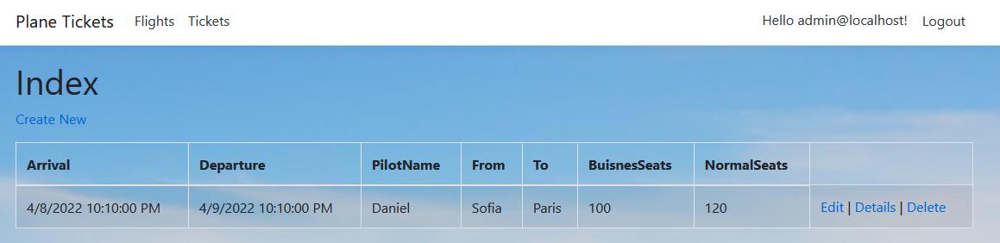 Plane Tickets Flights Tickets Hello admin@localhost! Logout
Index
Create New
Arrival Departure PilotName From To BuisnesSeats NormalSeats
4/8/2022 10:10:00 PM 4/9/2022 10:10:00 PM Daniel Sofia Paris 100 120 Edit | Details | Delete